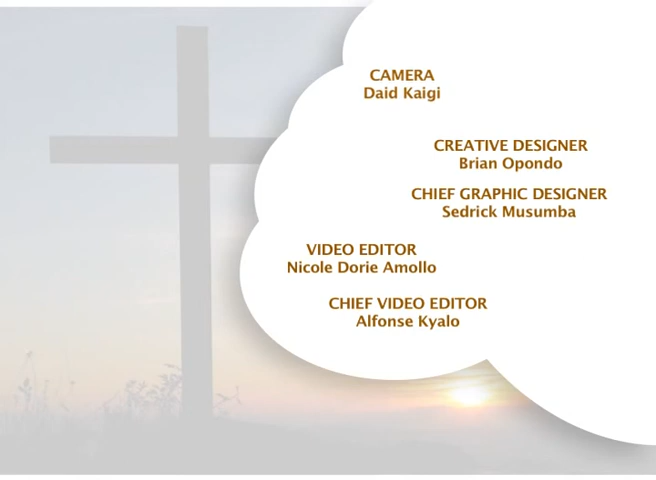 CAMERA
Daid Kaigi
CREATIVE DESIGNER
Brian Opondo
CHIEF GRAPHIC DESIGNER
Sedrick Musumba
VIDEO EDITOR
Nicole Dorie Amollo
CHIEF VIDEO EDITOR
Alfonse Kyalo